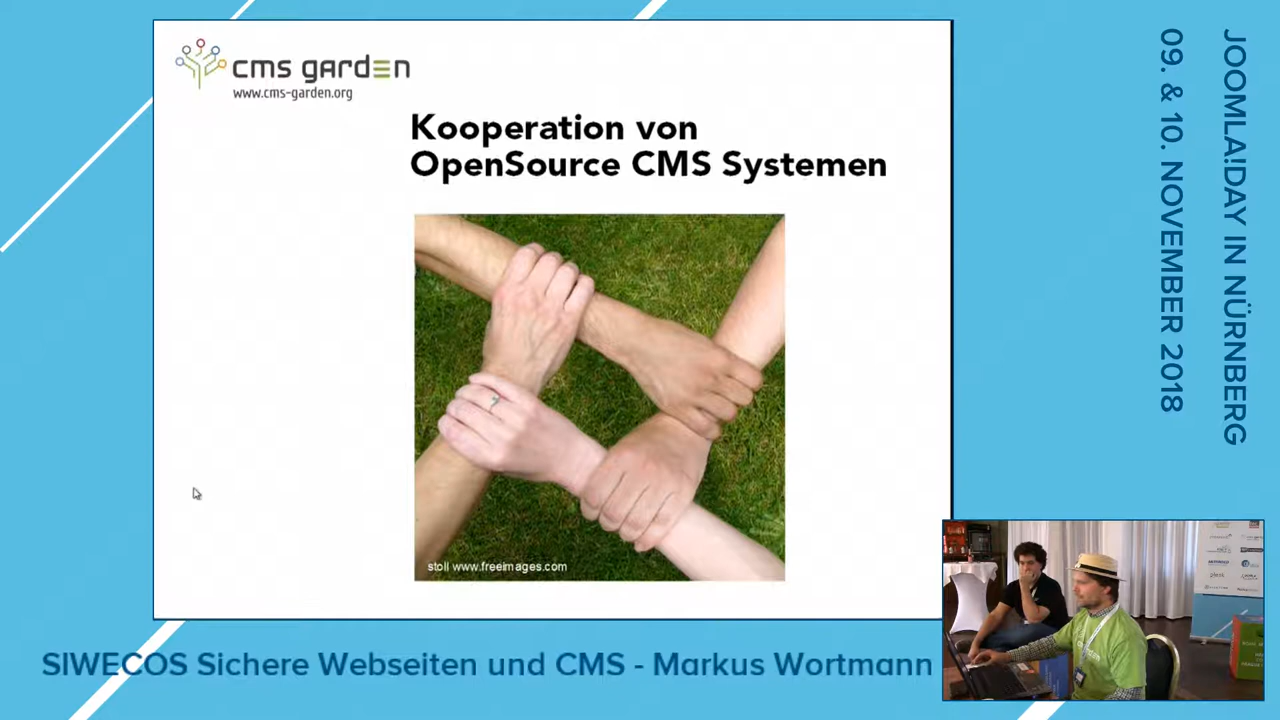 cms garden
www.cms-garden.org
Kooperation von
OpenSource CMS Systemen
stoll www.freeimages.com
JOOMLA!DAY IN NÜRNBERG
09. & 10. NOVEMBER 2018
SIWECOS Sichere Webseiten und CMS - Markus Wortmann